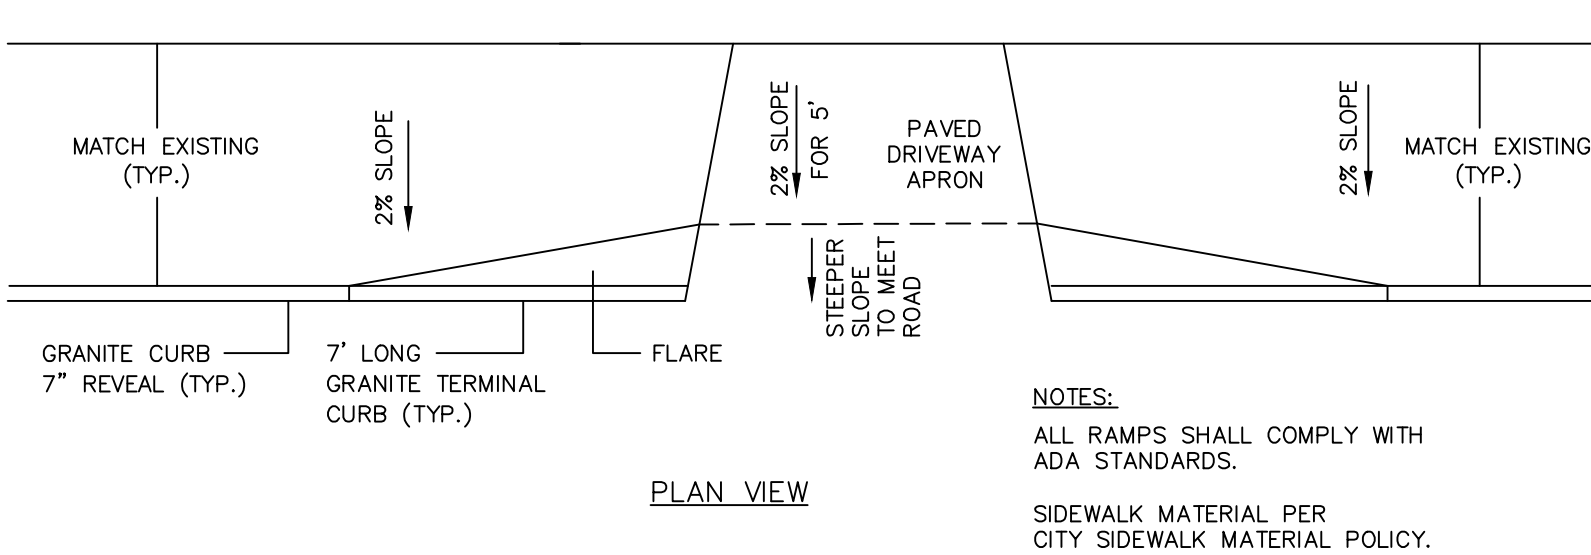 MATCH EXISTING
(TYP.)
2% SLOPE
2% SLOPE
FOR 5'
PAVED
DRIVEWAY
APRON
2% SLOPE
MATCH EXISTING
(TYP.)
STEEPER
SLOPE
TO MEET
ROAD
GRANITE CURB
7" REVEAL (TYP.)
7' LONG
GRANITE TERMINAL
CURB (TYP.)
FLARE
PLAN VIEW
NOTES:
ALL RAMPS SHALL COMPLY WITH
ADA STANDARDS.
SIDEWALK MATERIAL PER
CITY SIDEWALK MATERIAL POLICY.